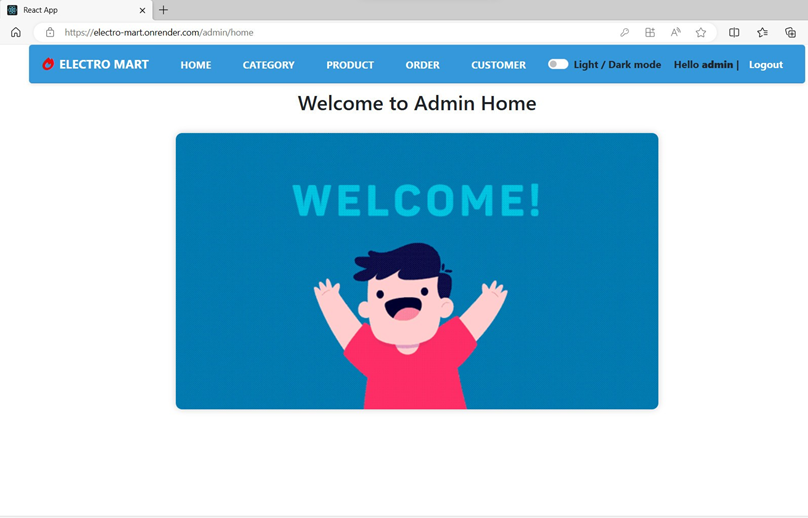 React App
https://electro-mart.onrender.com/admin/home
ELECTRO MART HOME CATEGORY PRODUCT ORDER CUSTOMER Light / Dark mode Hello admin | Logout
Welcome to Admin Home
WELCOME!